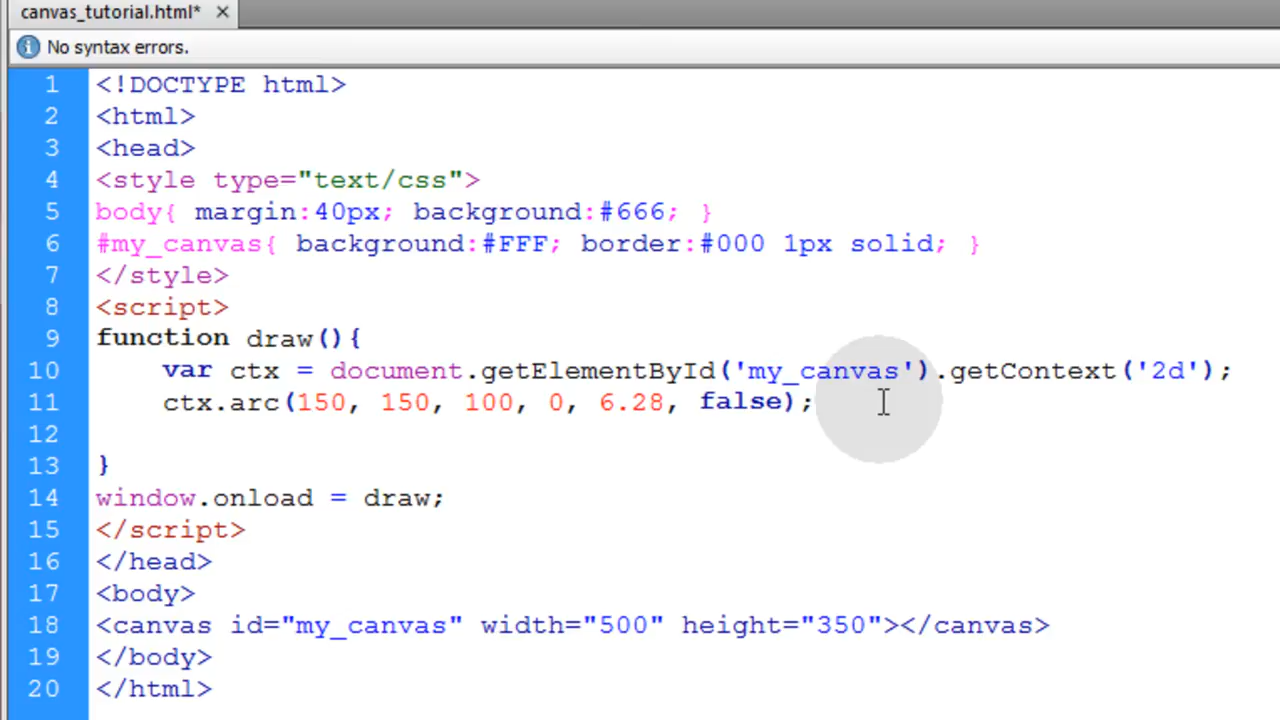 canvas_tutorial.html* ×
No syntax errors.
1 <!DOCTYPE html>
2 <html>
3 <head>
4 <style type="text/css">
5 body{ margin:40px; background:#666; }
6 #my_canvas{ background:#FFF; border:#000 1px solid; }
7 </style>
8 <script>
9 function draw(){
10     var ctx = document.getElementById('my_canvas').getContext('2d');
11     ctx.arc(150, 150, 100, 0, 6.28, false);
12
13 }
14 window.onload = draw;
15 </script>
16 </head>
17 <body>
18 <canvas id="my_canvas" width="500" height="350"></canvas>
19 </body>
20 </html>